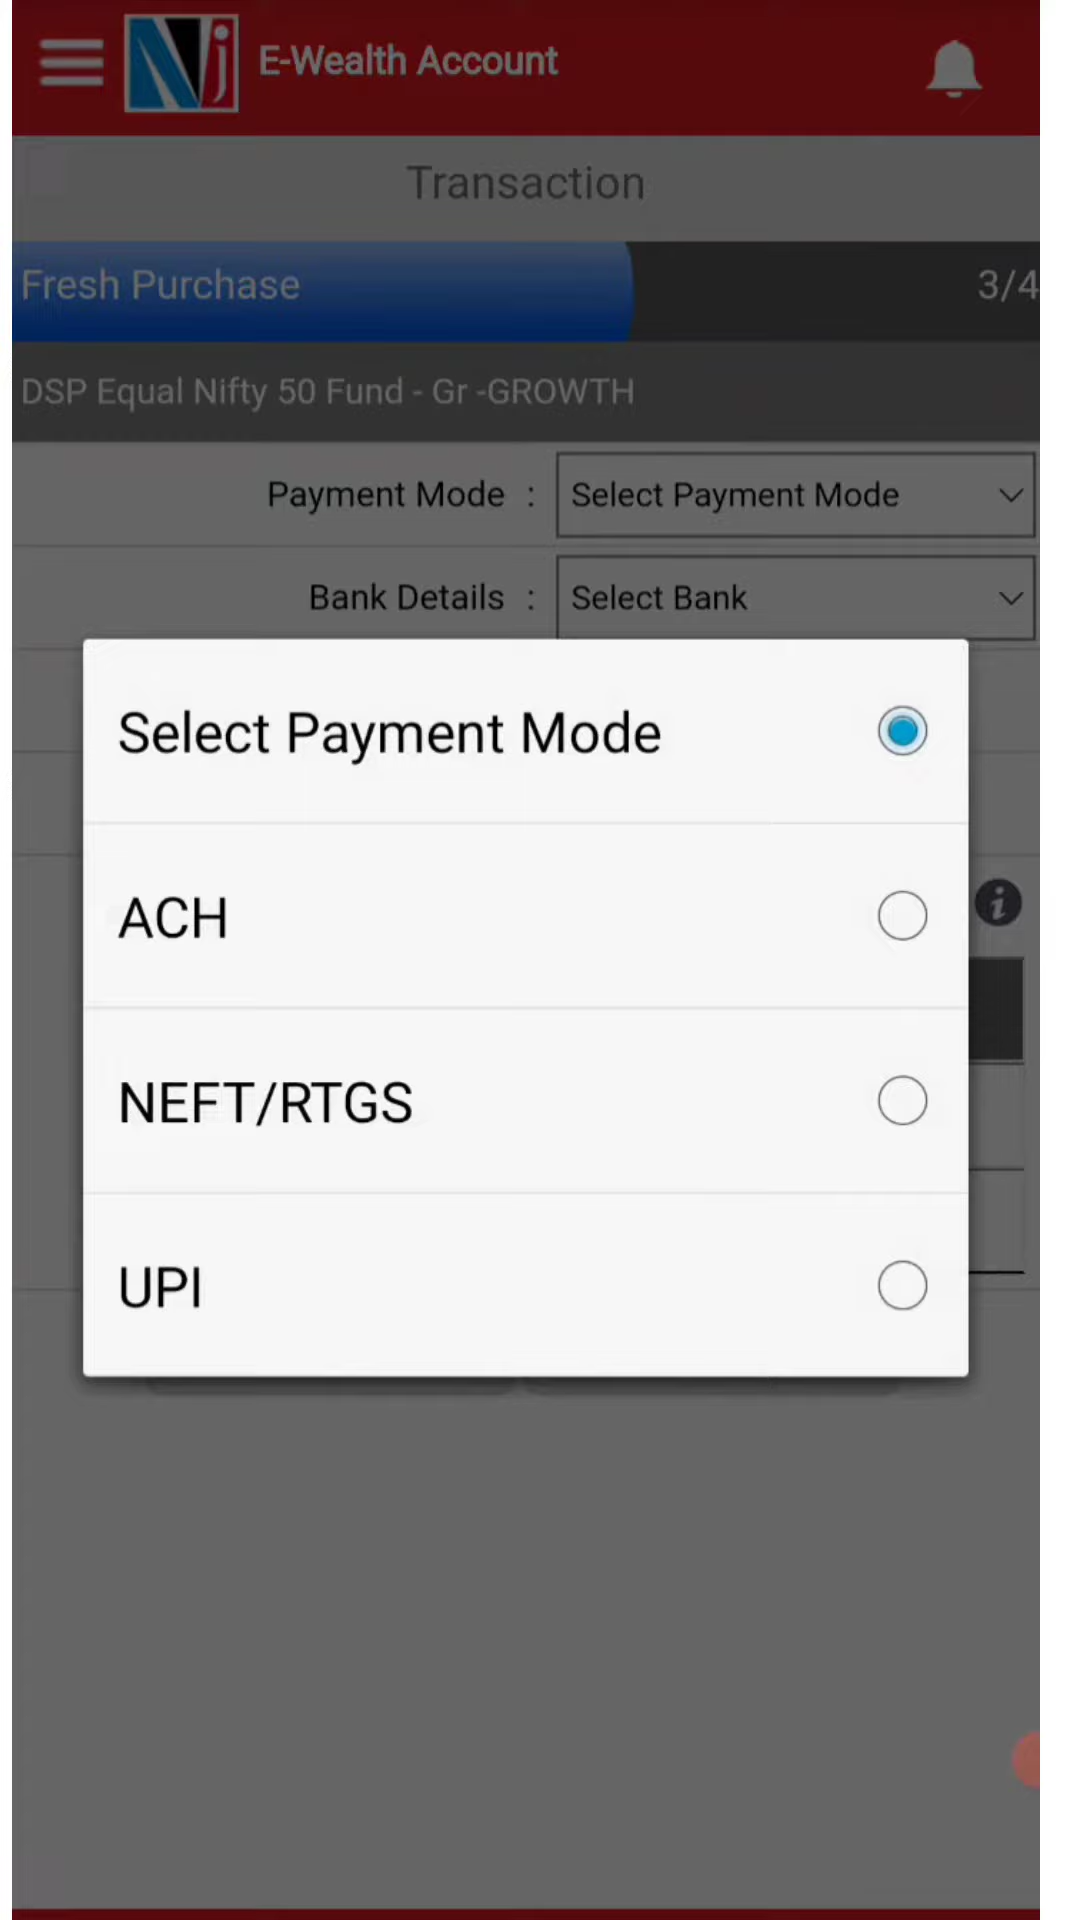 Nj E-Wealth Account
Transaction
Fresh Purchase 3/4
DSP Equal Nifty 50 Fund - Gr -GROWTH
Payment Mode : Select Payment Mode
Bank Details : Select Bank
Select Payment Mode
i
ACH
NEFT/RTGS
UPI